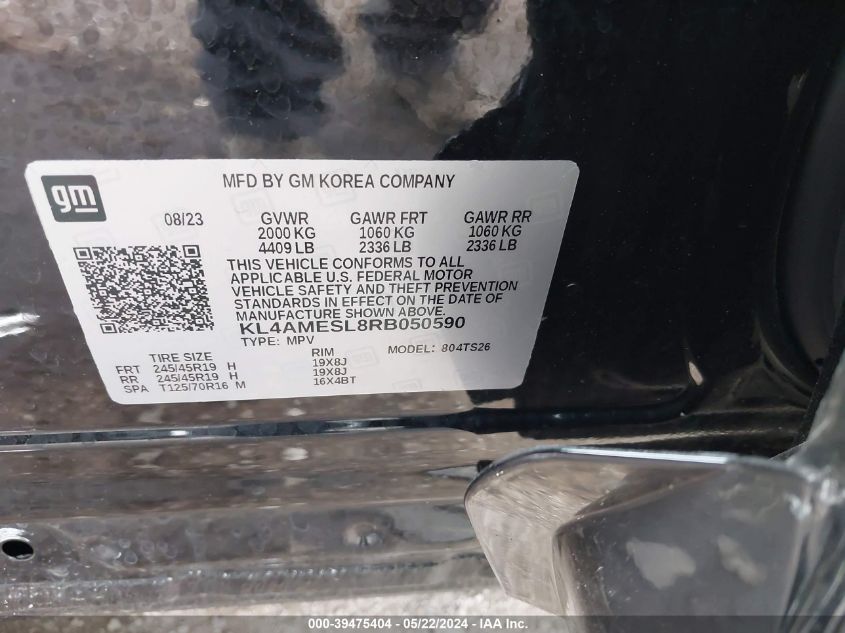 gm
MFD BY GM KOREA COMPANY
08/23 GVWR GAWR FRT GAWR RR
2000 KG 1060 KG 1060 KG
4409 LB 2336 LB 2336 LB
THIS VEHICLE CONFORMS TO ALL
APPLICABLE U.S. FEDERAL MOTOR
VEHICLE SAFETY AND THEFT PREVENTION
STANDARDS IN EFFECT ON THE DATE OF
MANUFACTURE SHOWN ABOVE.
KL4AMESL8RB050590
TYPE: MPV MODEL: 804TS26
TIRE SIZE RIM
FRT 245/45R19 H 19X8J
RR 245/45R19 H 19X8J
SPA T125/70R16 M 16X4BT
000-39475404 - 05/22/2024 - IAA Inc.